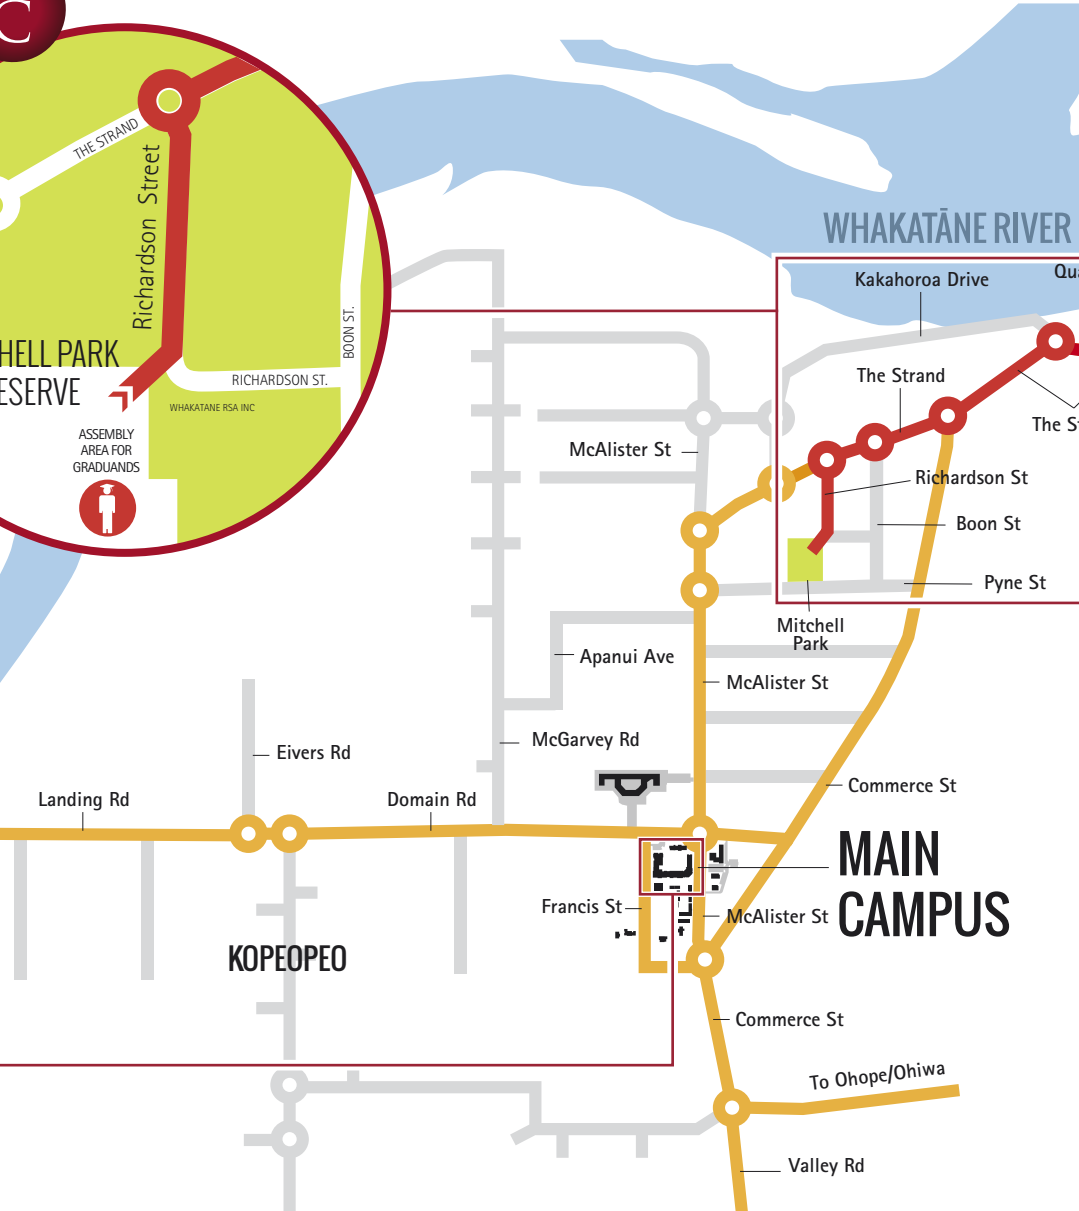 C
THE STRAND
Richardson Street
BOON ST.
HELL PARK
ESERVE
RICHARDSON ST.
WHAKATANE RSA INC
ASSEMBLY
AREA FOR
GRADUANDS
WHAKATĀNE RIVER
Kakahoroa Drive
Qua
The Strand
The St
McAlister St
Richardson St
Boon St
Pyne St
Mitchell
Park
Apanui Ave
McAlister St
McGarvey Rd
Eivers Rd
Landing Rd
Domain Rd
Commerce St
MAIN
CAMPUS
Francis St
McAlister St
KOPEOPEO
Commerce St
To Ohope/Ohiwa
Valley Rd